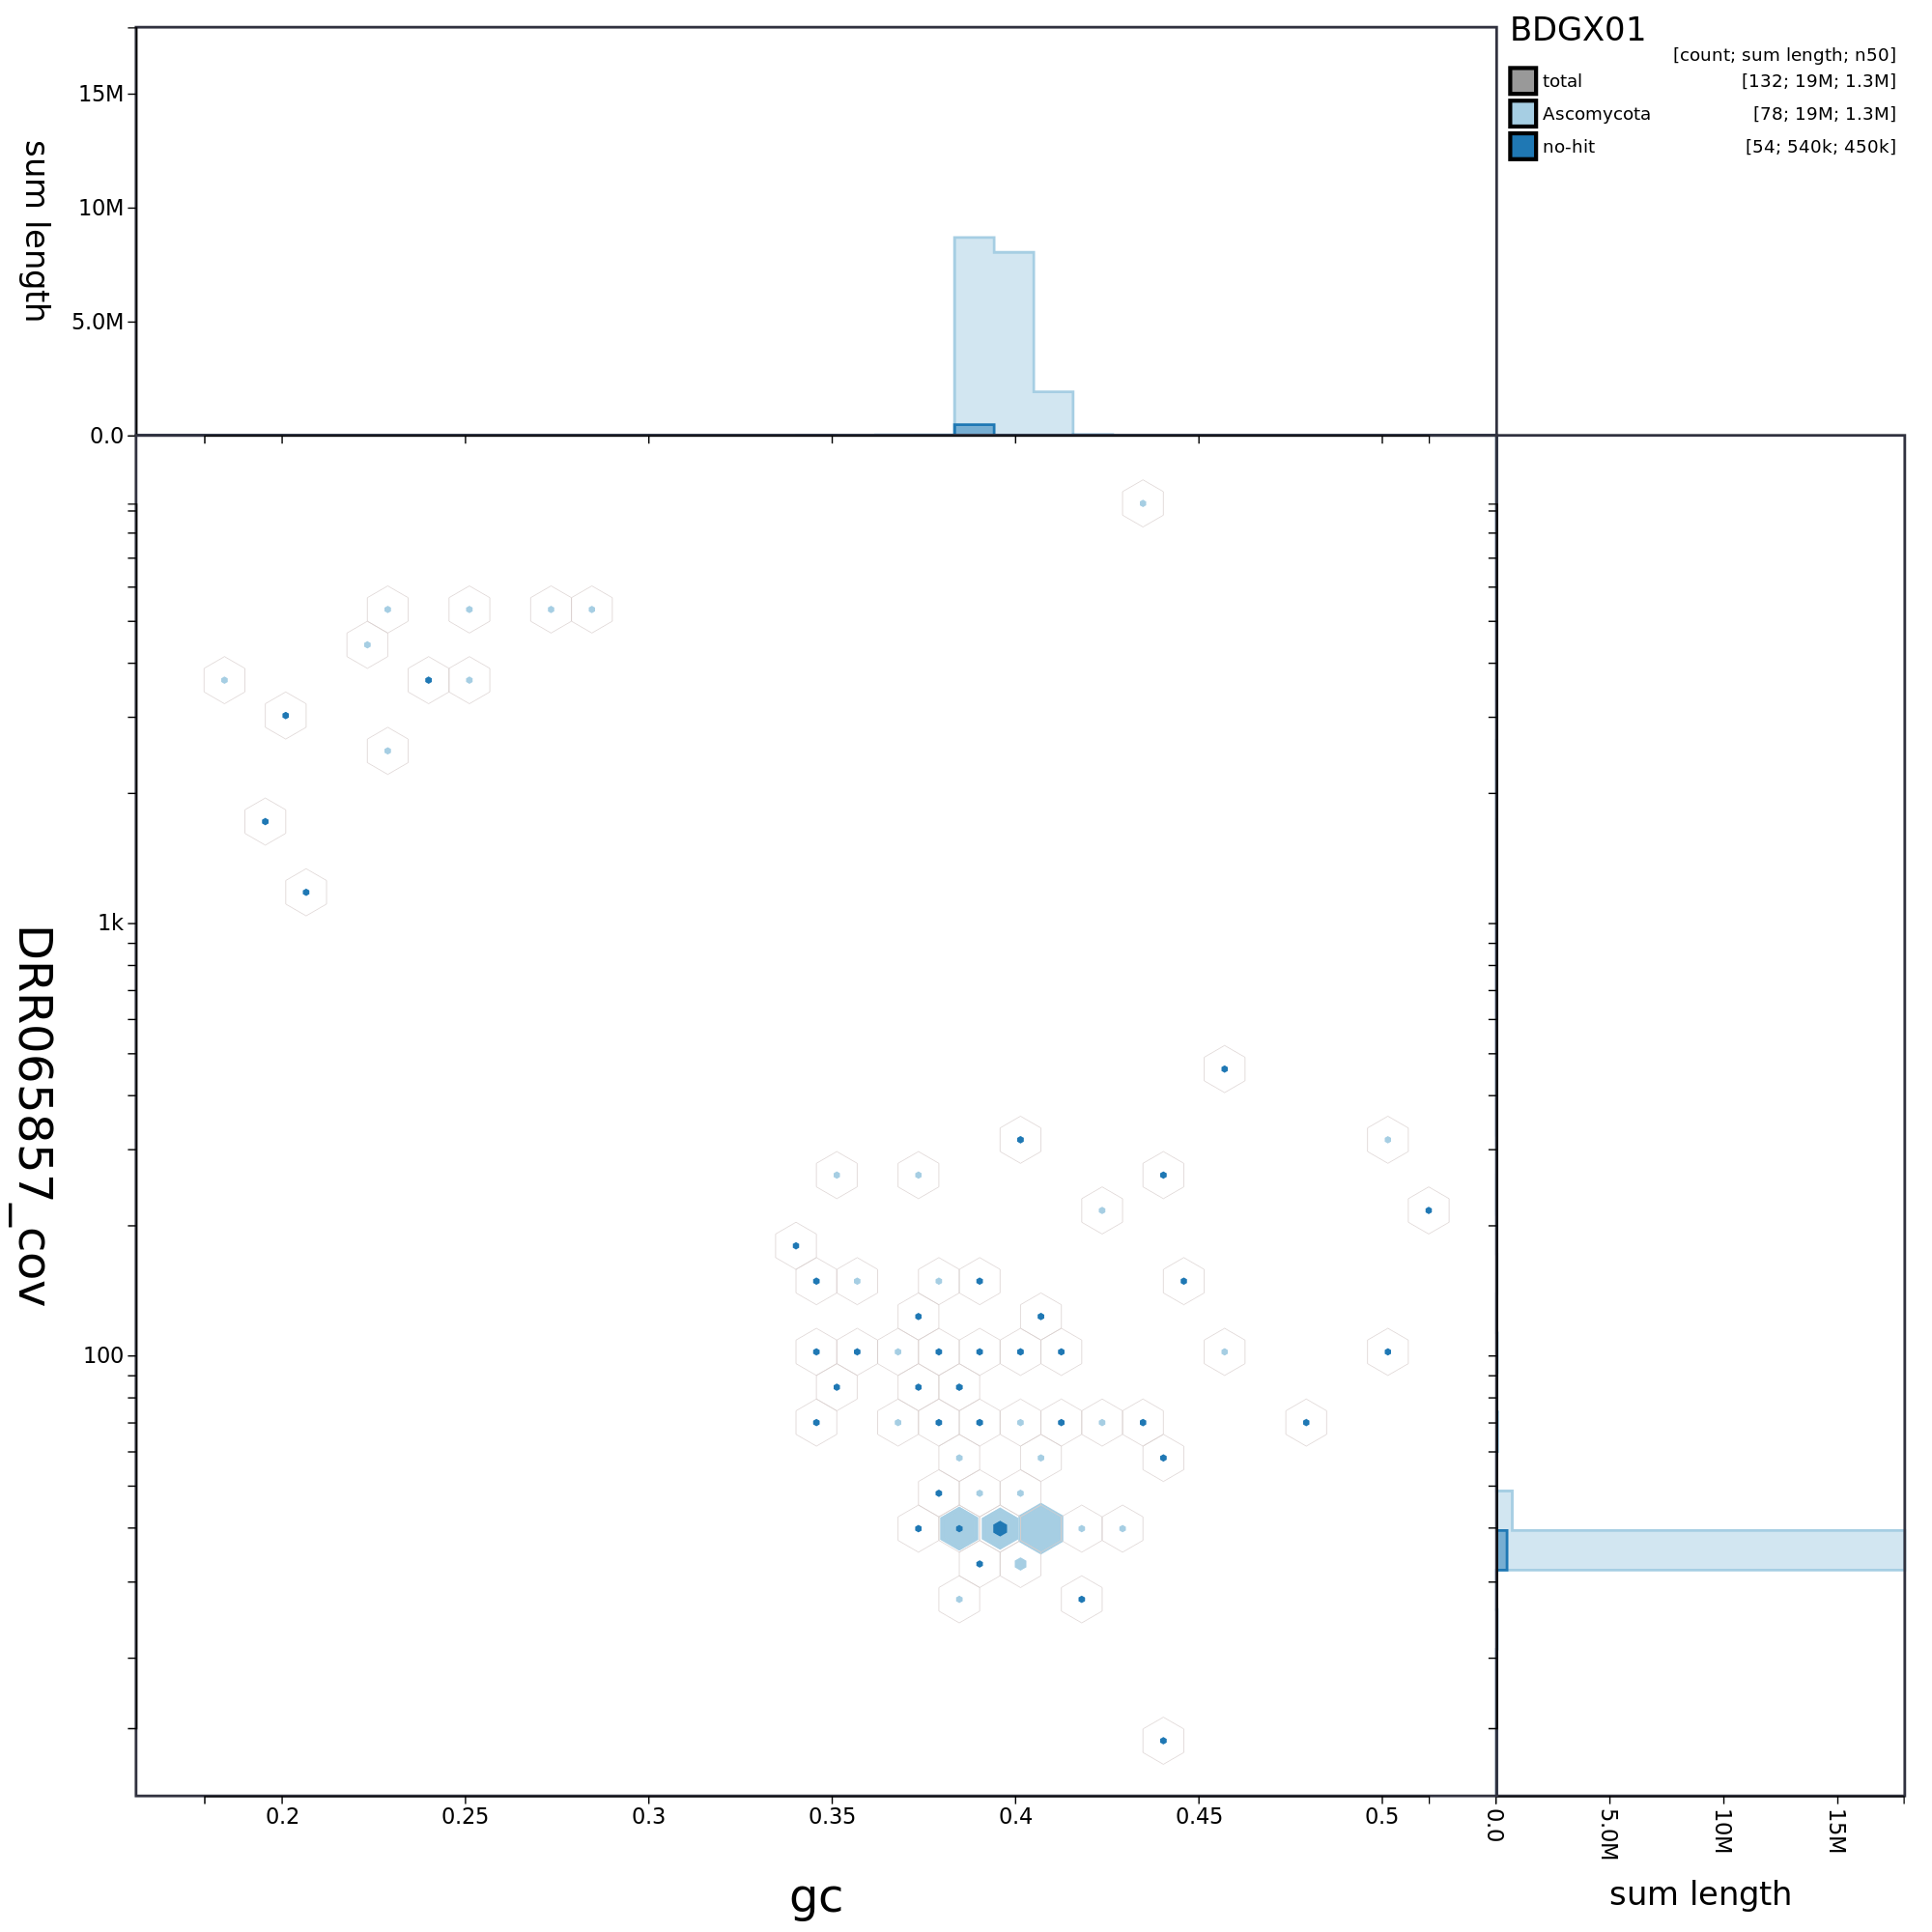 BDGX01
[count; sum length; n50]
total [132; 19M; 1.3M]
Ascomycota [78; 19M; 1.3M]
no-hit [54; 540k; 450k]
sum length
15M
10M
5.0M
0.0
DRR065857_cov
1k
100
0.2 0.25 0.3 0.35 0.4 0.45 0.5
gc
0.0 5.0M 10M 15M
sum length